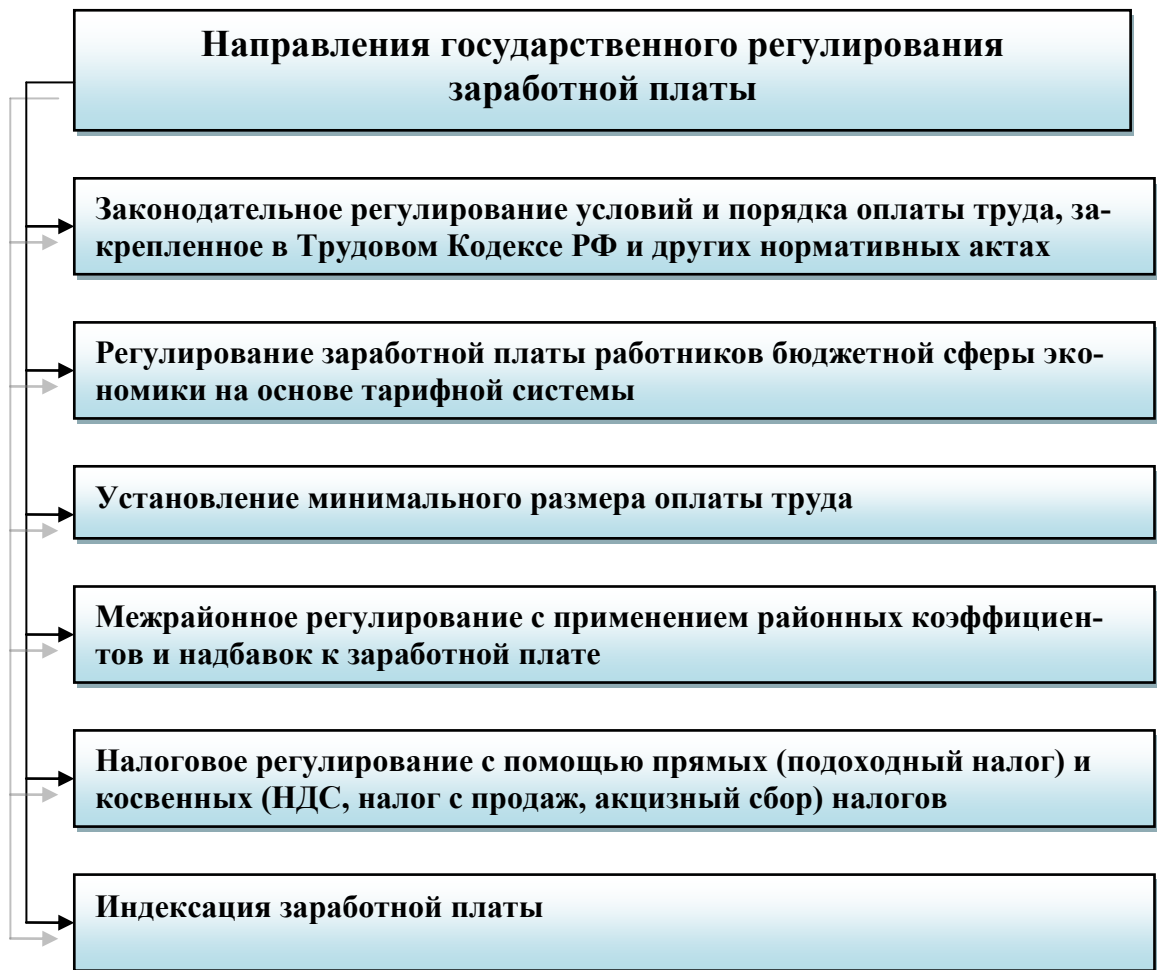 Направления государственного регулирования
заработной платы
Законодательное регулирование условий и порядка оплаты труда, за-
крепленное в Трудовом Кодексе РФ и других нормативных актах
Регулирование заработной платы работников бюджетной сферы эко-
номики на основе тарифной системы
Установление минимального размера оплаты труда
Межрайонное регулирование с применением районных коэффициен-
тов и надбавок к заработной плате
Налоговое регулирование с помощью прямых (подоходный налог) и
косвенных (НДС, налог с продаж, акцизный сбор) налогов
Индексация заработной платы